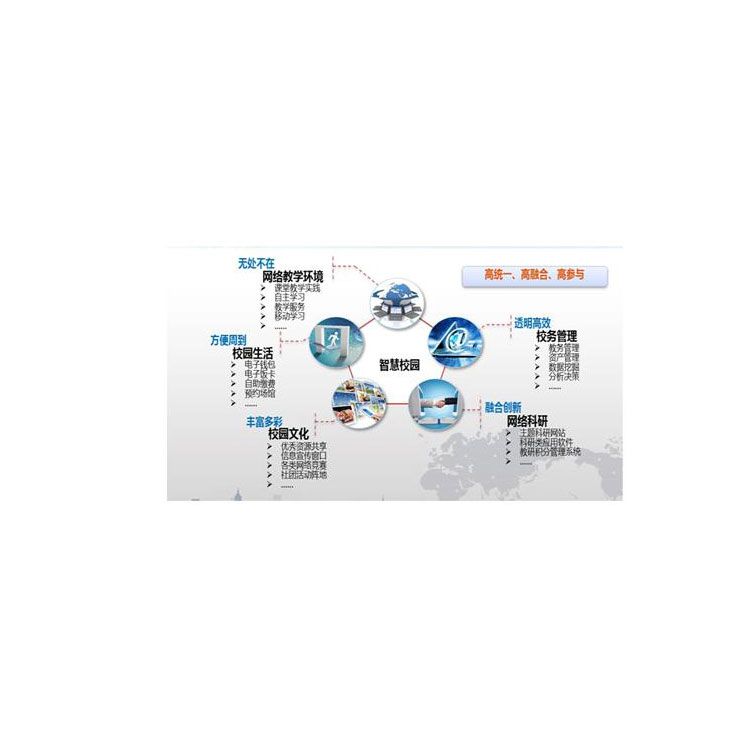 无处不在
网络教学环境
课堂教学实践
自主学习
教学服务
移动学习
......
高统一、高融合、高参与
方便周到
校园生活
电子钱包
电子饭卡
自助缴费
预约场馆
......
智慧校园
透明高效
校务管理
教务管理
资产管理
数据挖掘
分析决策
......
丰富多彩
校园文化
优秀资源共享
信息宣传窗口
各类网络竞赛
社团活动阵地
......
融合创新
网络科研
主题科研网站
科研类应用软件
教研积分管理系统
......